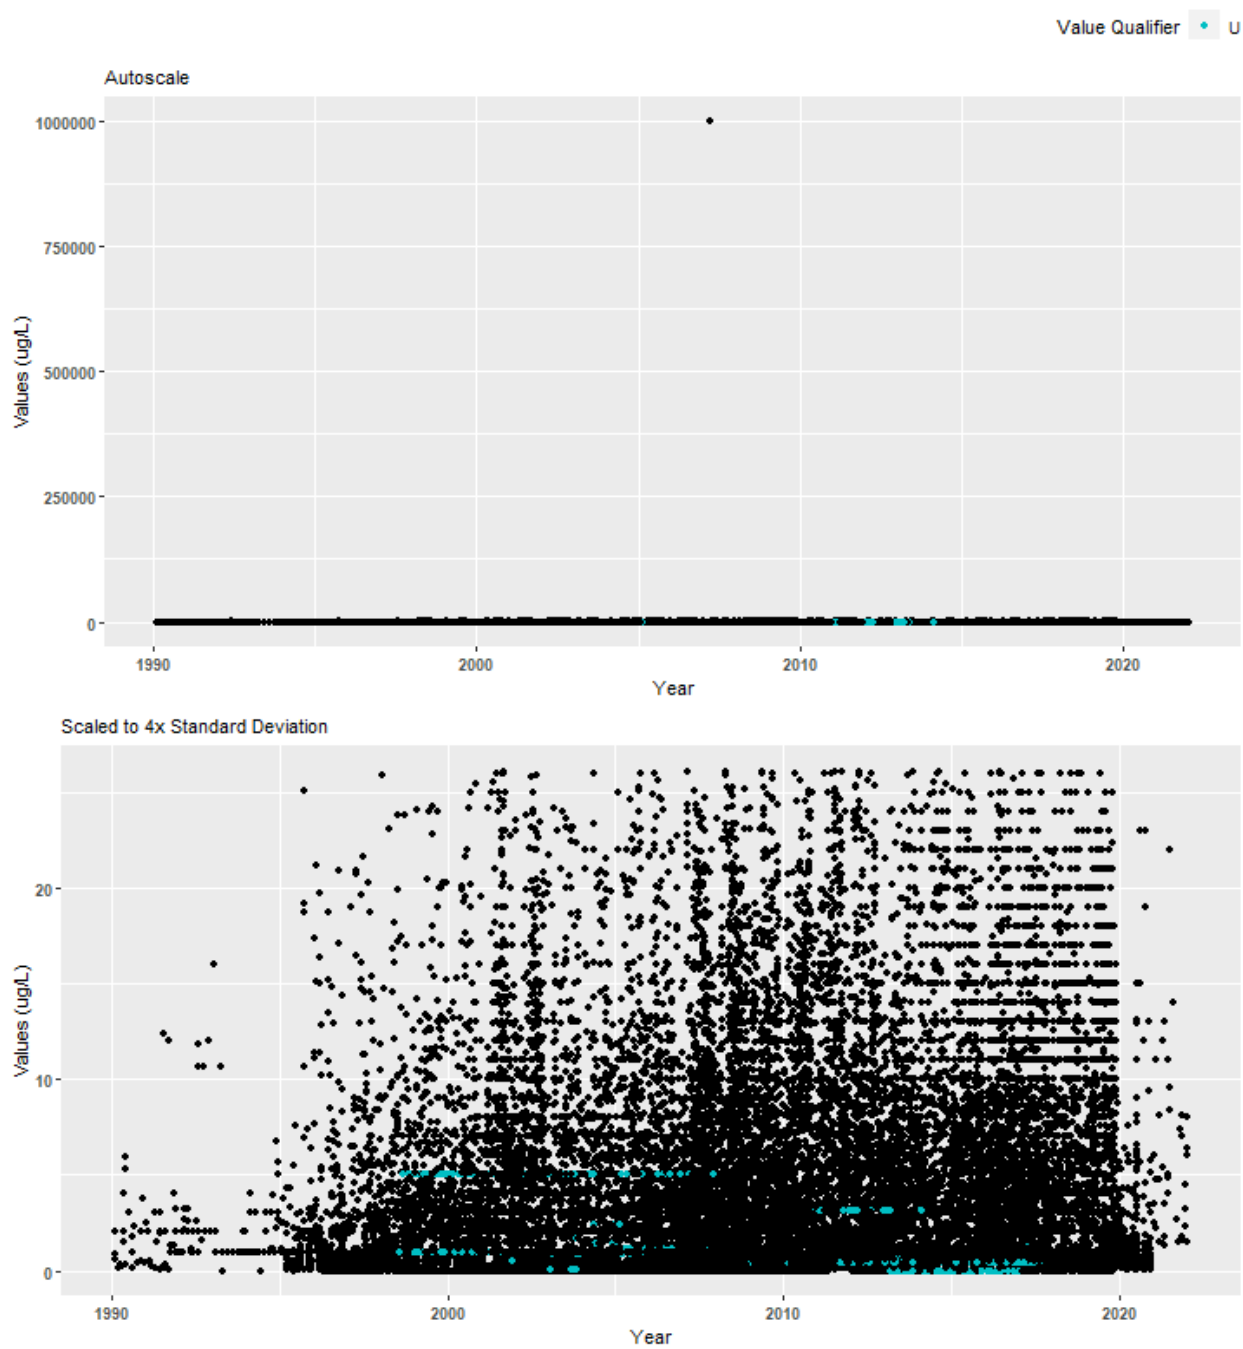 Value Qualifier U
Autoscale
1000000
750000
500000
250000
0
Values (ug/L)
1990 2000 2010 2020
Year
Scaled to 4x Standard Deviation
20
10
0
Values (ug/L)
1990 2000 2010 2020
Year